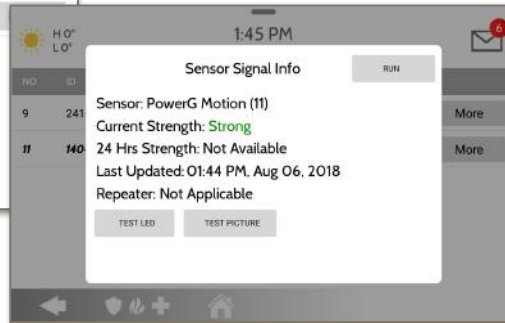 6
H 0°
L 0°
1:45 PM
Sensor Signal Info
RUN
NO ID
Sensor: PowerG Motion (11)
9 241
More
Current Strength: Strong
11 140-
24 Hrs Strength: Not Available
More
Last Updated: 01:44 PM, Aug 06, 2018
Repeater: Not Applicable
TEST LED
TEST PICTURE